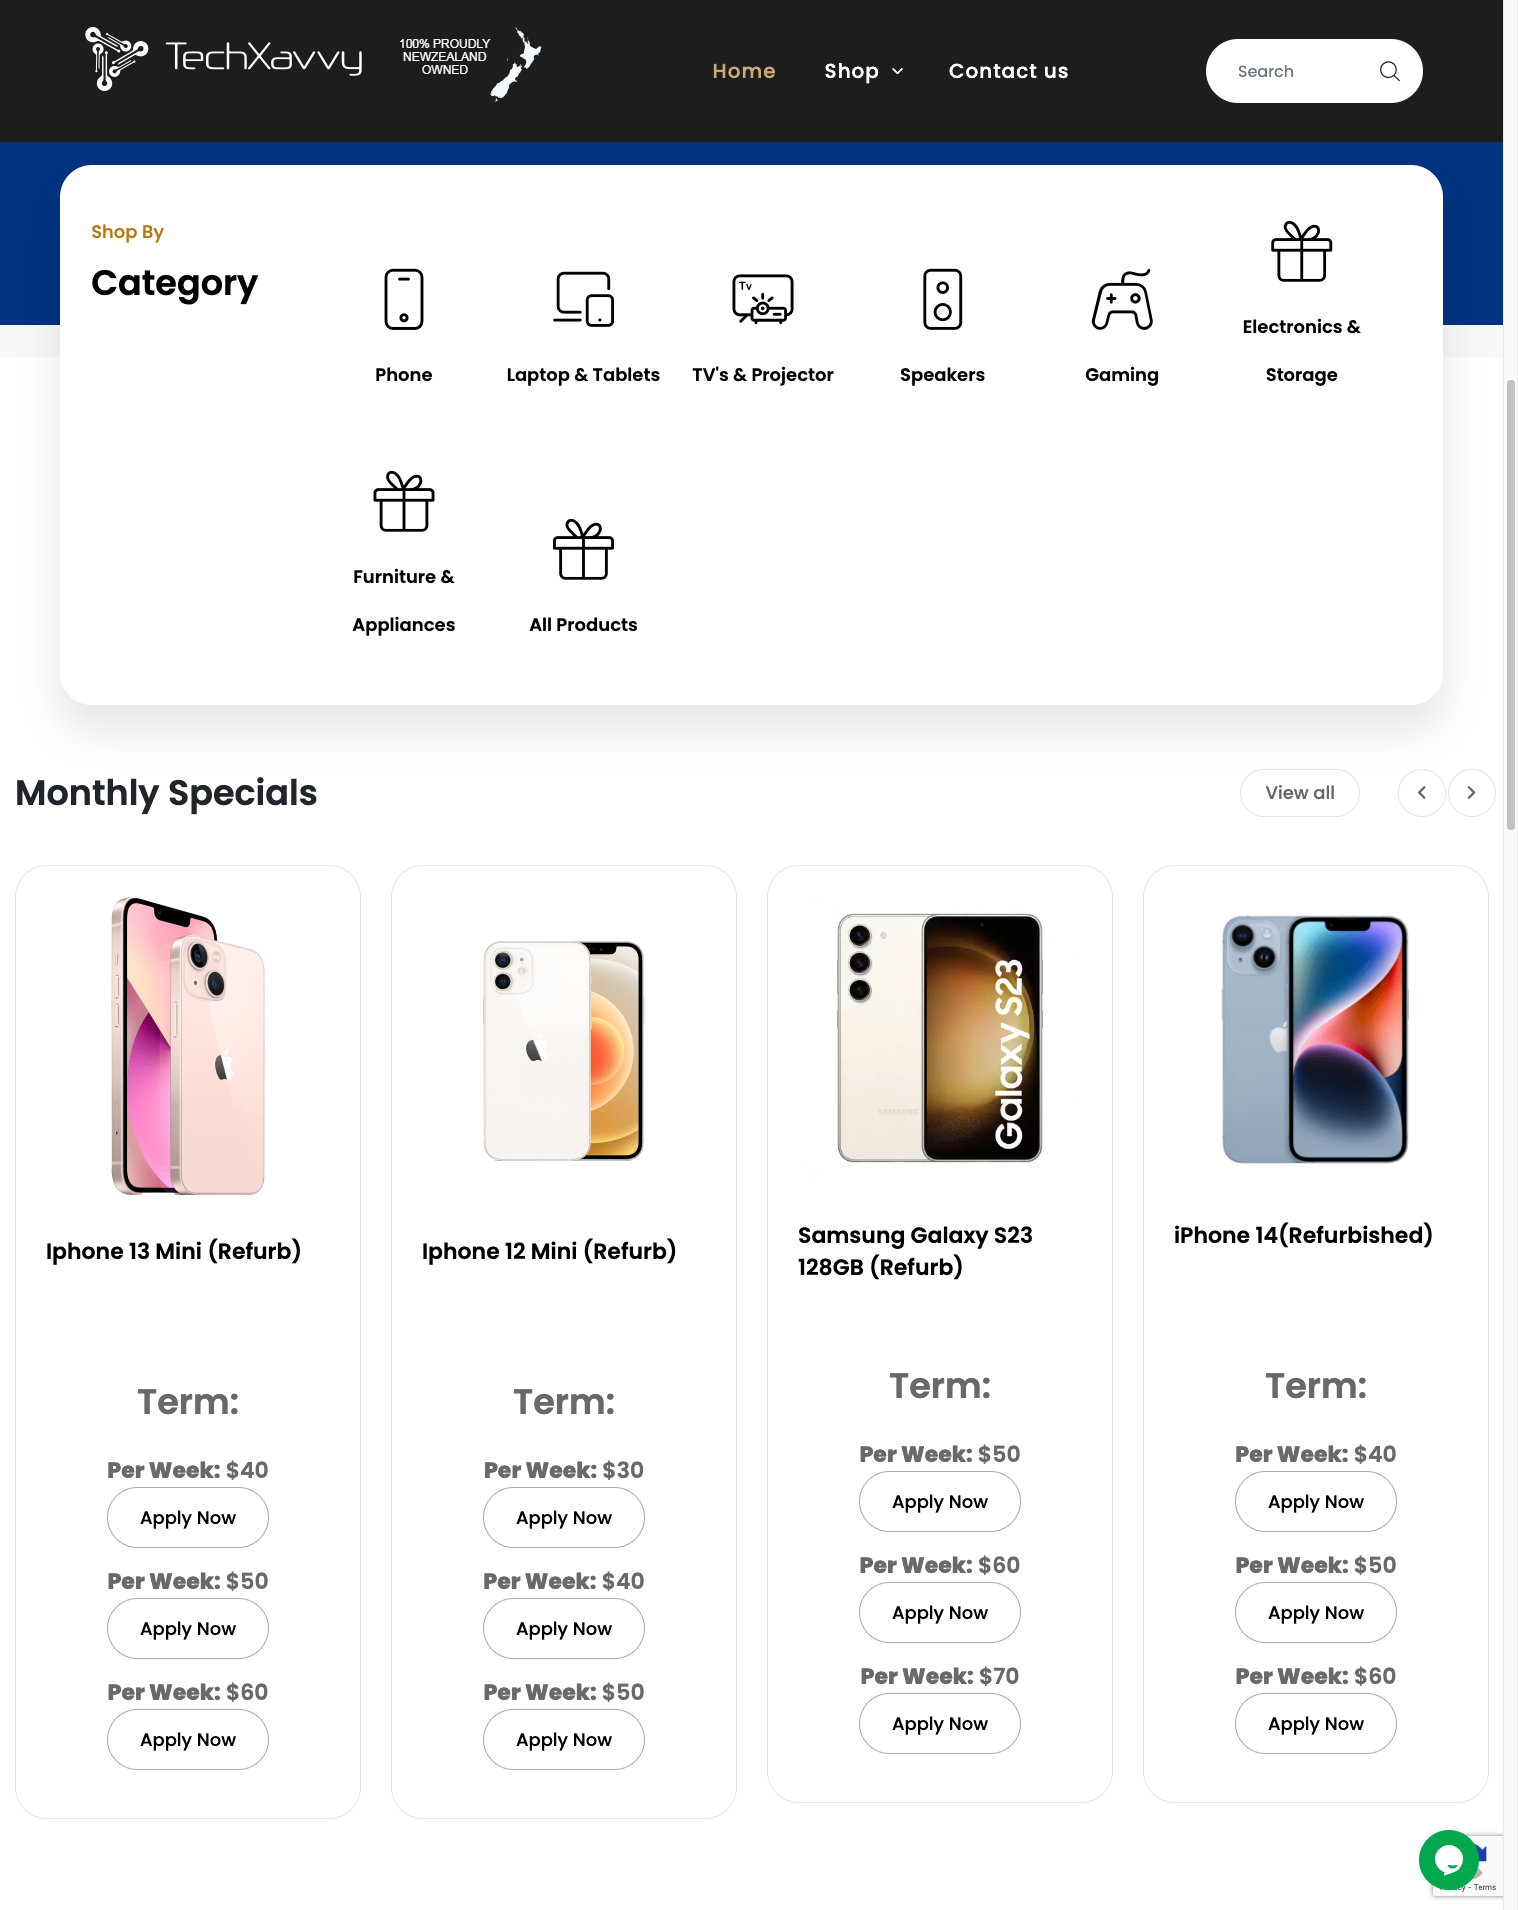 TechXavvy
100% PROUDLY
NEWZEALAND
OWNED
Home
Shop
Contact us
Search
Shop By
Category
Phone
Laptop & Tablets
Tv
TV's & Projector
Speakers
Gaming
Electronics &
Storage
Furniture &
Appliances
All Products
Monthly Specials
View all
Galaxy S23
SAMSUNG
Iphone 13 Mini (Refurb)
Term:
Per Week: $40
Apply Now
Per Week: $50
Apply Now
Per Week: $60
Apply Now
Iphone 12 Mini (Refurb)
Term:
Per Week: $30
Apply Now
Per Week: $40
Apply Now
Per Week: $50
Apply Now
Samsung Galaxy S23
128GB (Refurb)
Term:
Per Week: $50
Apply Now
Per Week: $60
Apply Now
Per Week: $70
Apply Now
iPhone 14(Refurbished)
Term:
Per Week: $40
Apply Now
Per Week: $50
Apply Now
Per Week: $60
Apply Now
- Terms